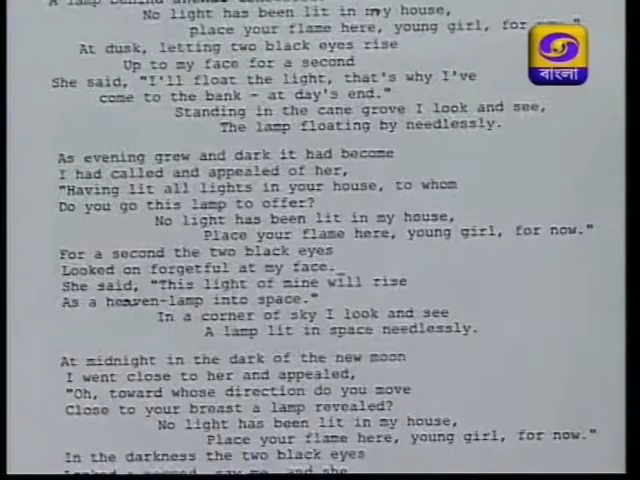 A lamp behind
No light has been lit in my house,
place your flame here, young girl, for now."
At dusk, letting two black eyes rise
Up to my face for a second
She said, "I'll float the light, that's why I've
come to the bank - at day's end."
Standing in the cane grove I look and see,
The lamp floating by needlessly.
As evening grew and dark it had become
I had called and appealed of her,
"Having lit all lights in your house, to whom
Do you go this lamp to offer?
No light has been lit in my house,
Place your flame here, young girl, for now."
For a second the two black eyes
Looked on forgetful at my face._
She said, "This light of mine will rise
As a heaven-lamp into space."
In a corner of sky I look and see
A lamp lit in space needlessly.
At midnight in the dark of the new moon
I went close to her and appealed,
"Oh, toward whose direction do you move
Close to your breast a lamp revealed?
No light has been lit in my house,
Place your flame here, young girl, for now."
In the darkness the two black eyes
Looked a second, and she
বাংলা